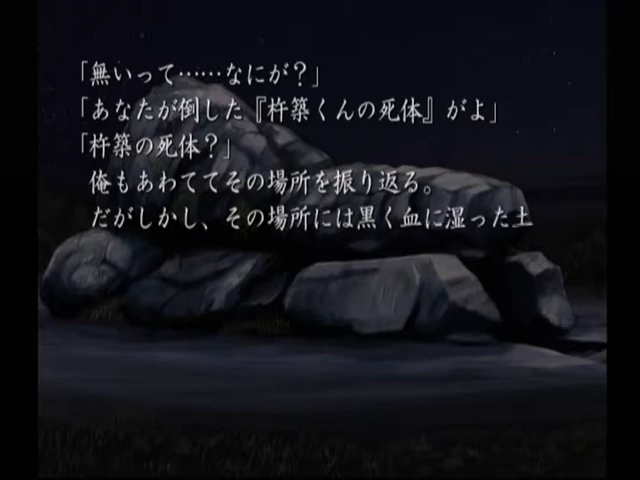 「無いって……なにが？」
「あなたが倒した『杵築くんの死体』がよ」
「杵築の死体？」
俺もあわててその場所を振り返る。
だがしかし、その場所には黒く血に湿った土